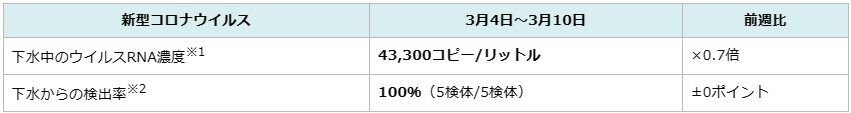 新型コロナウイルス 3月4日～3月10日 前週比
下水中のウイルスRNA濃度※1 43,300コピー/リットル ×0.7倍
下水からの検出率※2 100%（5検体/5検体） ±0ポイント